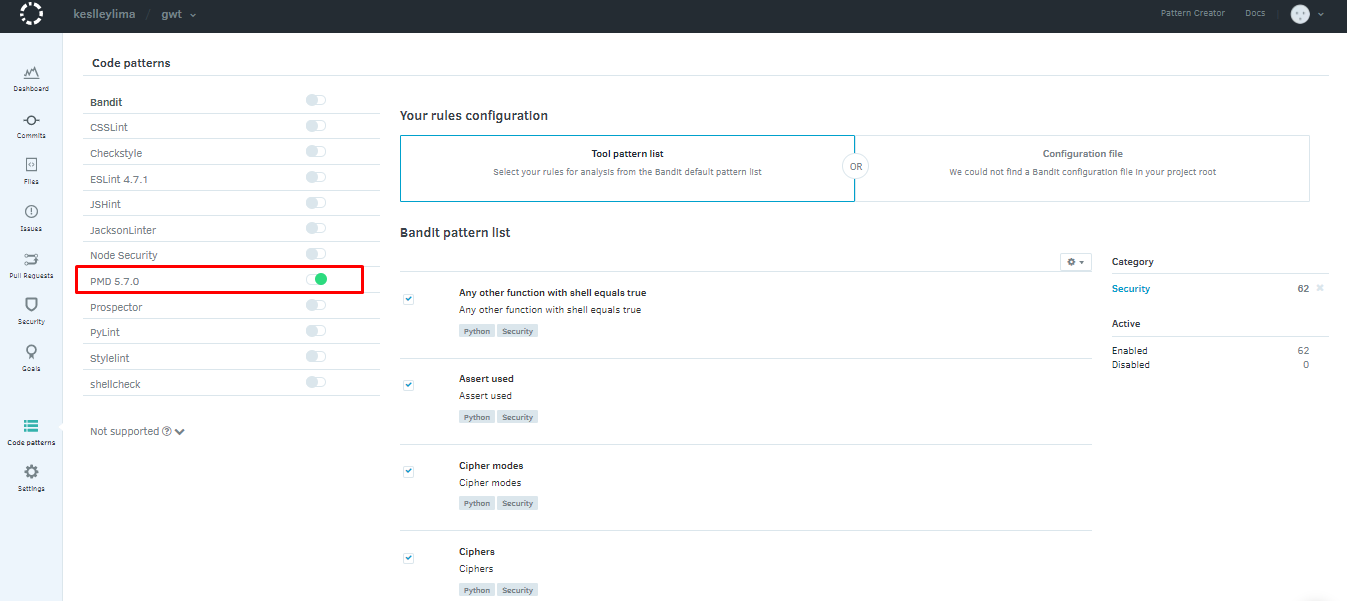 keslleylima / gwt
Pattern Creator
Docs
Dashboard
Commits
Files
Issues
Pull Requests
Security
Goals
Code patterns
Settings
Code patterns
Bandit
CSSLint
Checkstyle
ESLint 4.7.1
JSHint
JacksonLinter
Node Security
PMD 5.7.0
Prospector
PyLint
Stylelint
shellcheck
Not supported ?
Your rules configuration
Tool pattern list
Select your rules for analysis from the Bandit default pattern list
OR
Configuration file
We could not find a Bandit configuration file in your project root
Bandit pattern list
Any other function with shell equals true
Any other function with shell equals true
Python Security
Assert used
Assert used
Python Security
Cipher modes
Cipher modes
Python Security
Ciphers
Ciphers
Python Security
Category
Security 62
Active
Enabled 62
Disabled 0